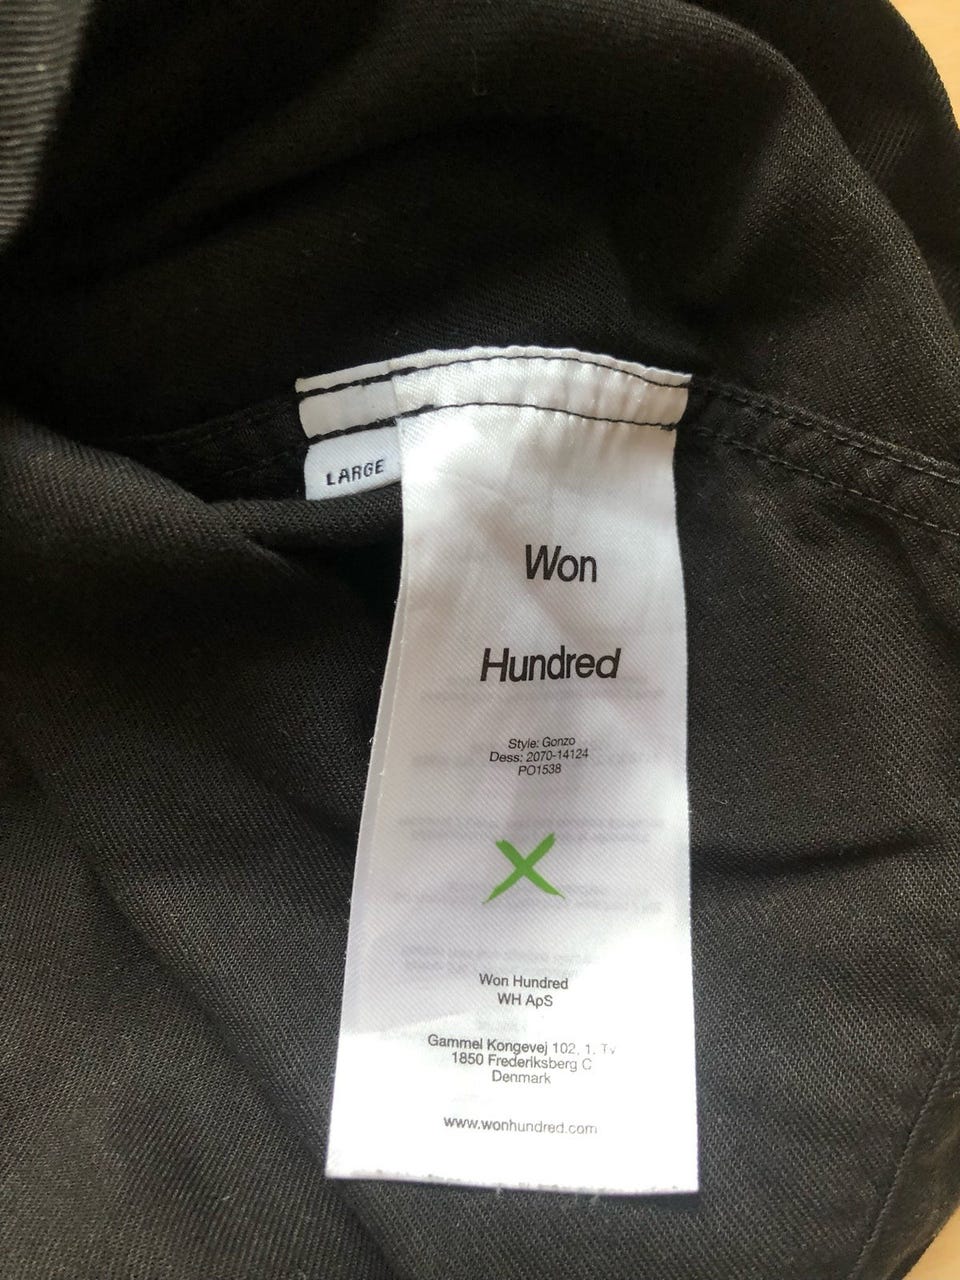 LARGE
Won
Hundred
Style: Gonzo
Dess: 2070-14124
PO1538
Won Hundred
WH ApS
Gammel Kongevej 102, 1. Tv
1850 Frederiksberg C
Denmark
www.wonhundred.com